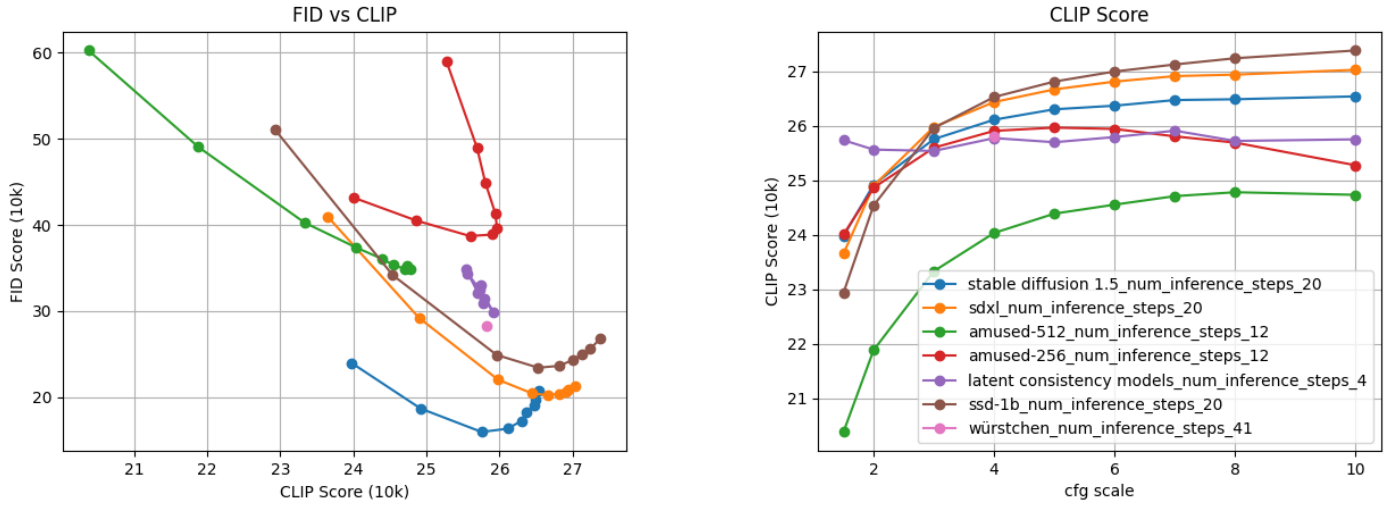 FID vs CLIP
60
50
40
30
20
FID Score (10k)
21 22 23 24 25 26 27
CLIP Score (10k)
CLIP Score
27
26
25
24
23
22
21
CLIP Score (10k)
stable diffusion 1.5_num_inference_steps_20
sdxl_num_inference_steps_20
amused-512_num_inference_steps_12
amused-256_num_inference_steps_12
latent consistency models_num_inference_steps_4
ssd-1b_num_inference_steps_20
würstchen_num_inference_steps_41
2 4 6 8 10
cfg scale